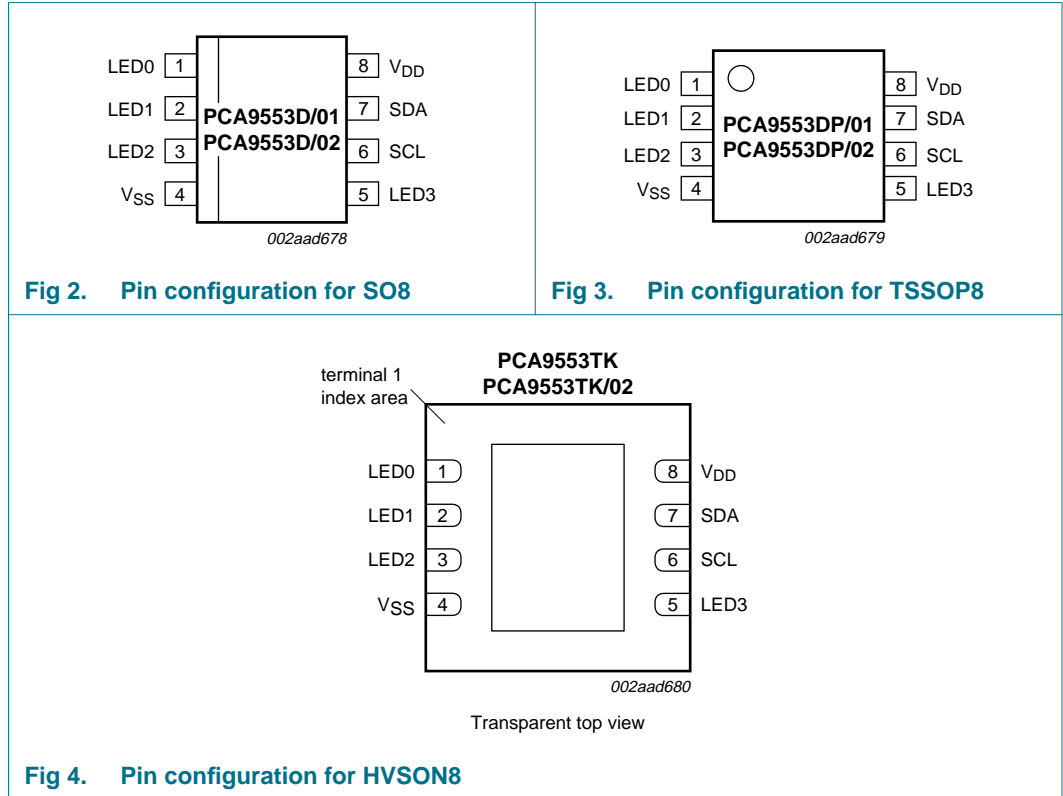 LED0 1 8 VDD
LED1 2 PCA9553D/01 7 SDA
LED2 3 PCA9553D/02 6 SCL
VSS 4 5 LED3
002aad678
Fig 2. Pin configuration for SO8
LED0 1 8 VDD
LED1 2 PCA9553DP/01 7 SDA
LED2 3 PCA9553DP/02 6 SCL
VSS 4 5 LED3
002aad679
Fig 3. Pin configuration for TSSOP8
PCA9553TK
PCA9553TK/02
terminal 1
index area
LED0 1 8 VDD
LED1 2 7 SDA
LED2 3 6 SCL
VSS 4 5 LED3
002aad680
Transparent top view
Fig 4. Pin configuration for HVSON8